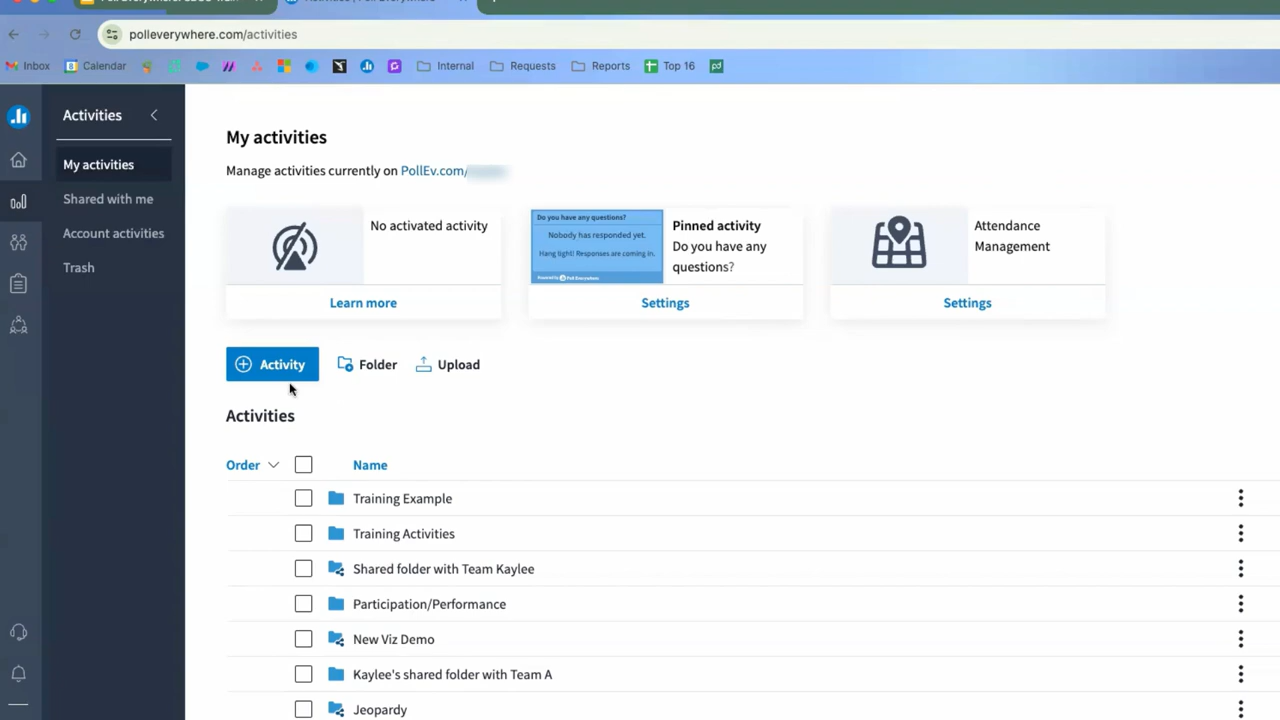 polleverywhere.com/activities
Inbox Calendar Internal Requests Reports Top 16
Activities
My activities
Shared with me
Account activities
Trash
My activities
Manage activities currently on PollEv.com/
No activated activity
Learn more
Do you have any questions?
Nobody has responded yet.
Hang tight! Responses are coming in.
Powered by Poll Everywhere
Pinned activity
Do you have any
questions?
Settings
Attendance
Management
Settings
Activity Folder Upload
Activities
Order Name
Training Example
Training Activities
Shared folder with Team Kaylee
Participation/Performance
New Viz Demo
Kaylee's shared folder with Team A
Jeopardy